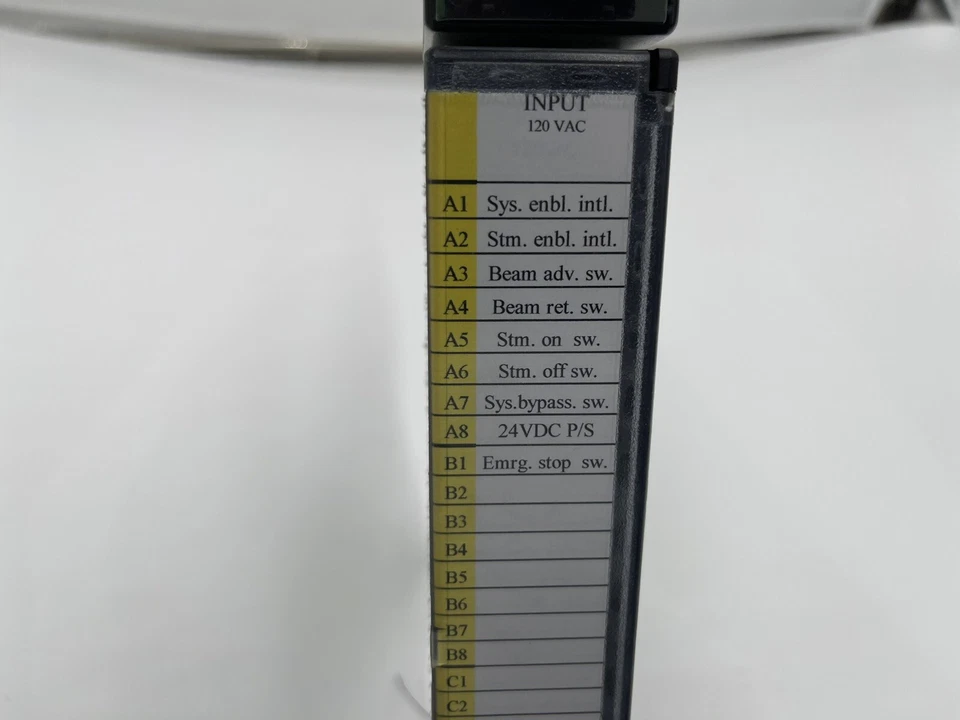 INPUT
120 VAC
A1 Sys. enbl. intl.
A2 Stm. enbl. intl.
A3 Beam adv. sw.
A4 Beam ret. sw.
A5 Stm. on sw.
A6 Stm. off sw.
A7 Sys.bypass. sw.
A8 24VDC P/S
B1 Emrg. stop sw.
B2
B3
B4
B5
B6
B7
B8
C1
C2